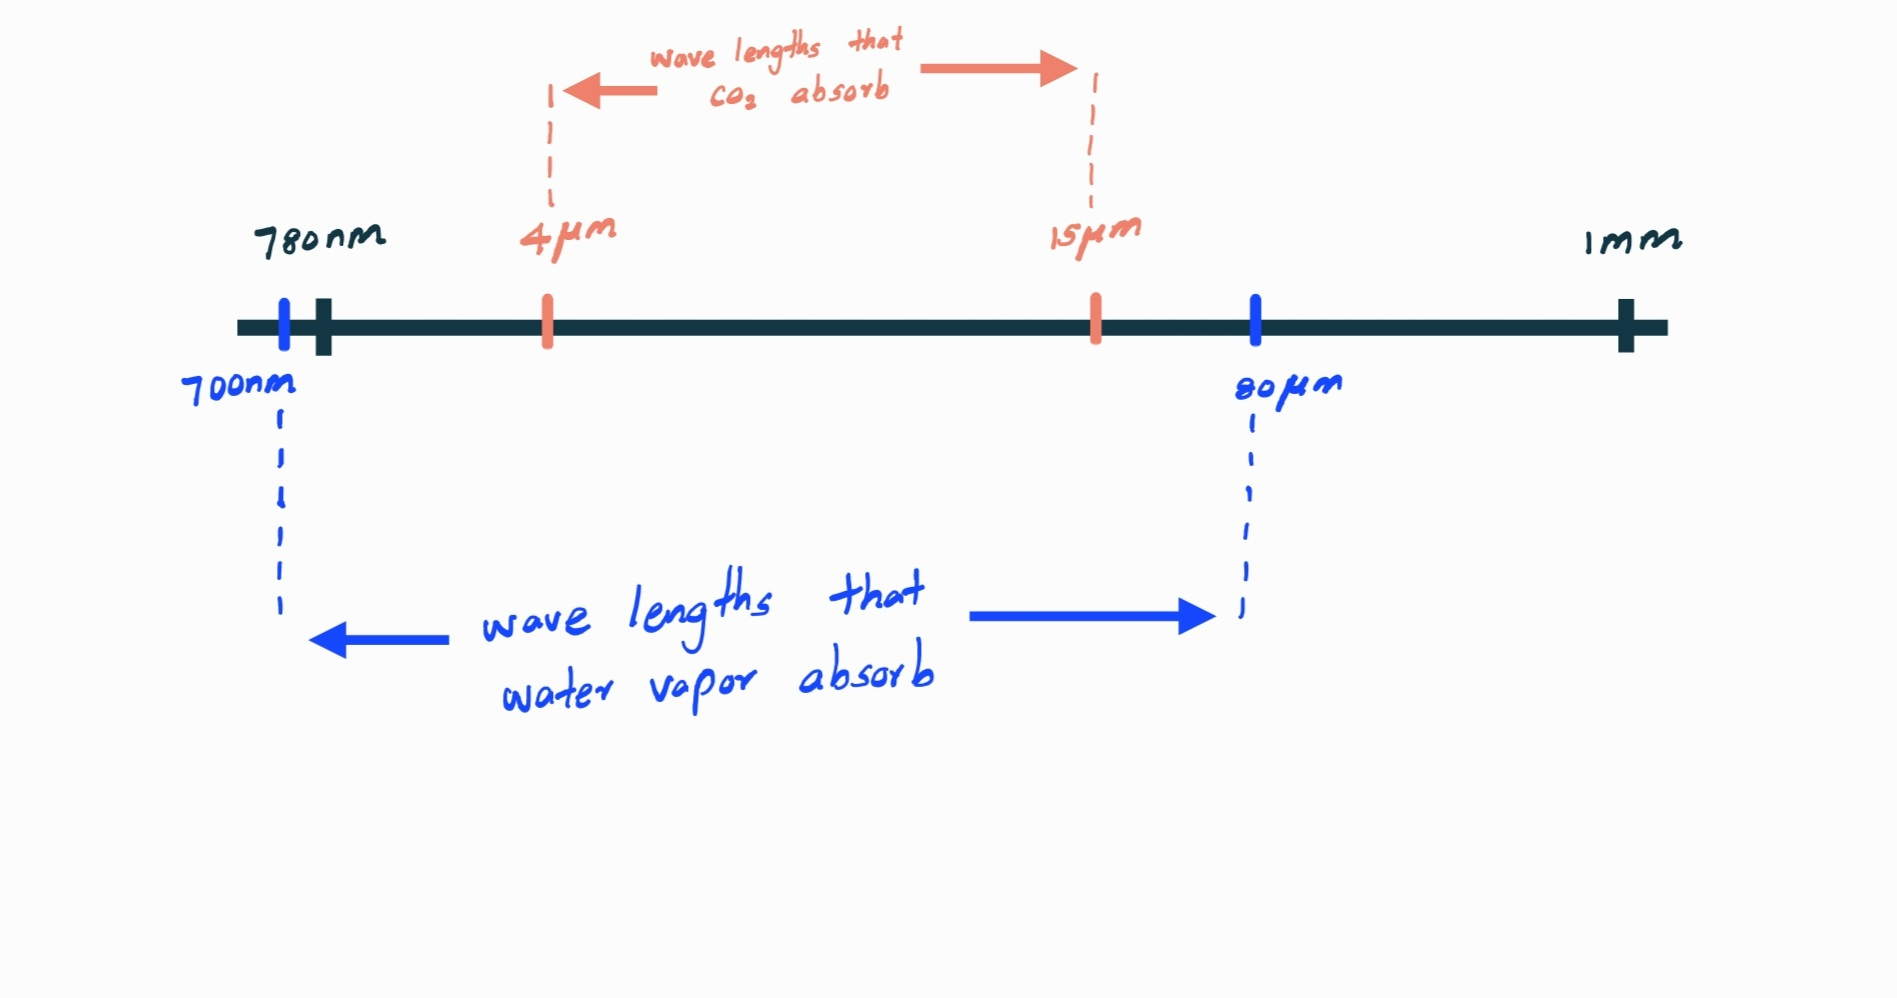 wave lengths that
CO₂ absorb
780nm
4μm
15μm
1mm
700nm
80μm
wave lengths that
water vapor absorb